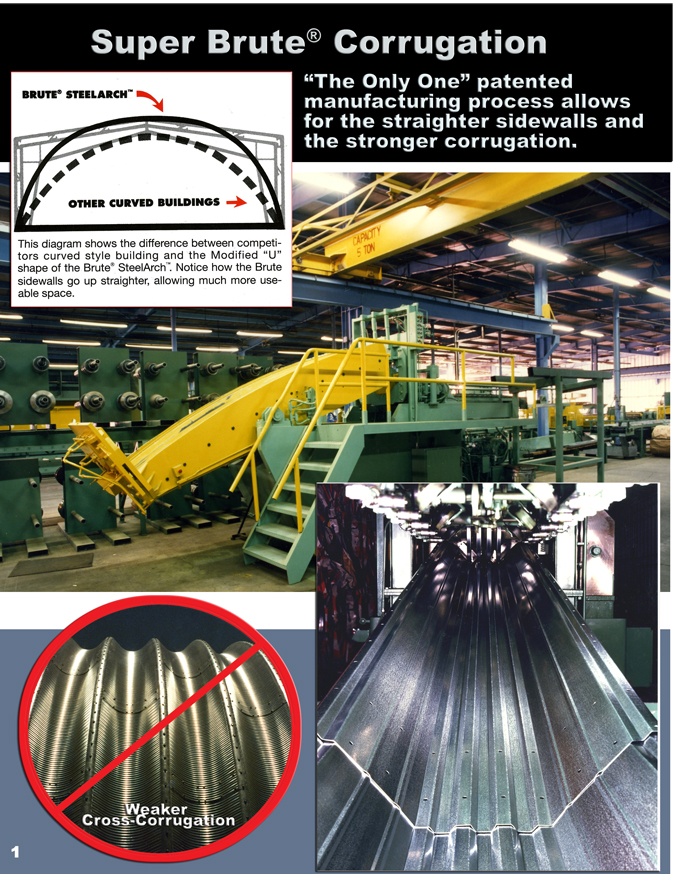 Super Brute® Corrugation
“The Only One” patented
manufacturing process allows
for the straighter sidewalls and
the stronger corrugation.
BRUTE® STEELARCH™
OTHER CURVED BUILDINGS
This diagram shows the difference between competi-
tors curved style building and the Modified “U”
shape of the Brute® SteelArch™. Notice how the Brute
sidewalls go up straighter, allowing much more use-
able space.
CAPACITY
5 TON
Weaker
Cross-Corrugation
1